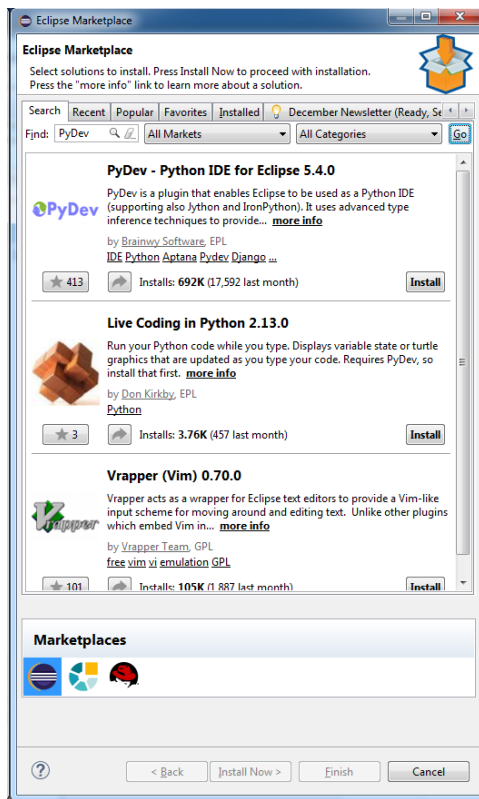 Eclipse Marketplace
Eclipse Marketplace
Select solutions to install. Press Install Now to proceed with installation.
Press the "more info" link to learn more about a solution.
Search Recent Popular Favorites Installed December Newsletter (Ready, Se
Find: PyDev All Markets All Categories Go
PyDev - Python IDE for Eclipse 5.4.0
PyDev
PyDev is a plugin that enables Eclipse to be used as a Python IDE
(supporting also Jython and IronPython). It uses advanced type
inference techniques to provide... more info
by Brainwy Software, EPL
IDE Python Aptana Pydev Django ...
413 Installs: 692K (17,592 last month) Install
Live Coding in Python 2.13.0
Run your Python code while you type. Displays variable state or turtle
graphics that are updated as you type your code. Requires PyDev, so
install that first. more info
by Don Kirkby, EPL
Python
3 Installs: 3.76K (457 last month) Install
Vrapper (Vim) 0.70.0
Vrapper acts as a wrapper for Eclipse text editors to provide a Vim-like
input scheme for moving around and editing text. Unlike other plugins
Vrapper
which embed Vim in... more info
by Vrapper Team, GPL
free vim vi emulation GPL
101 Installs: 105K (1,887 last month) Install
Marketplaces
? < Back Install Now > Finish Cancel